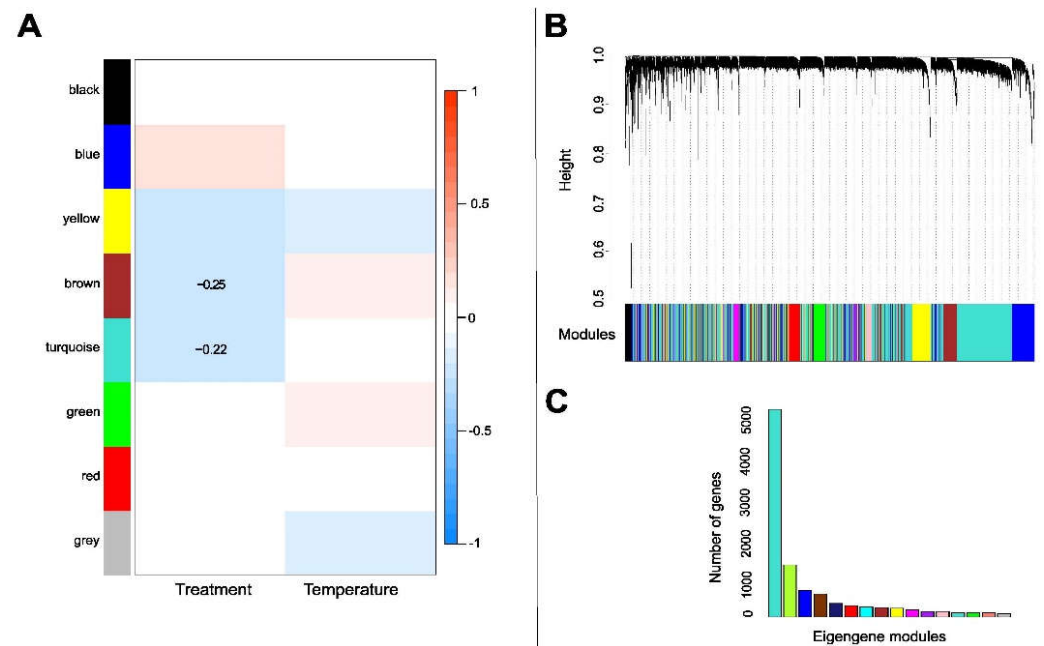 A
black
blue
yellow
brown
turquoise
green
red
grey
−0.25
−0.22
Treatment Temperature
1
0.5
0
-0.5
-1
B
Height
1.0
0.9
0.8
0.7
0.6
0.5
Modules
C
Number of genes
5000
4000
3000
2000
1000
0
Eigengene modules